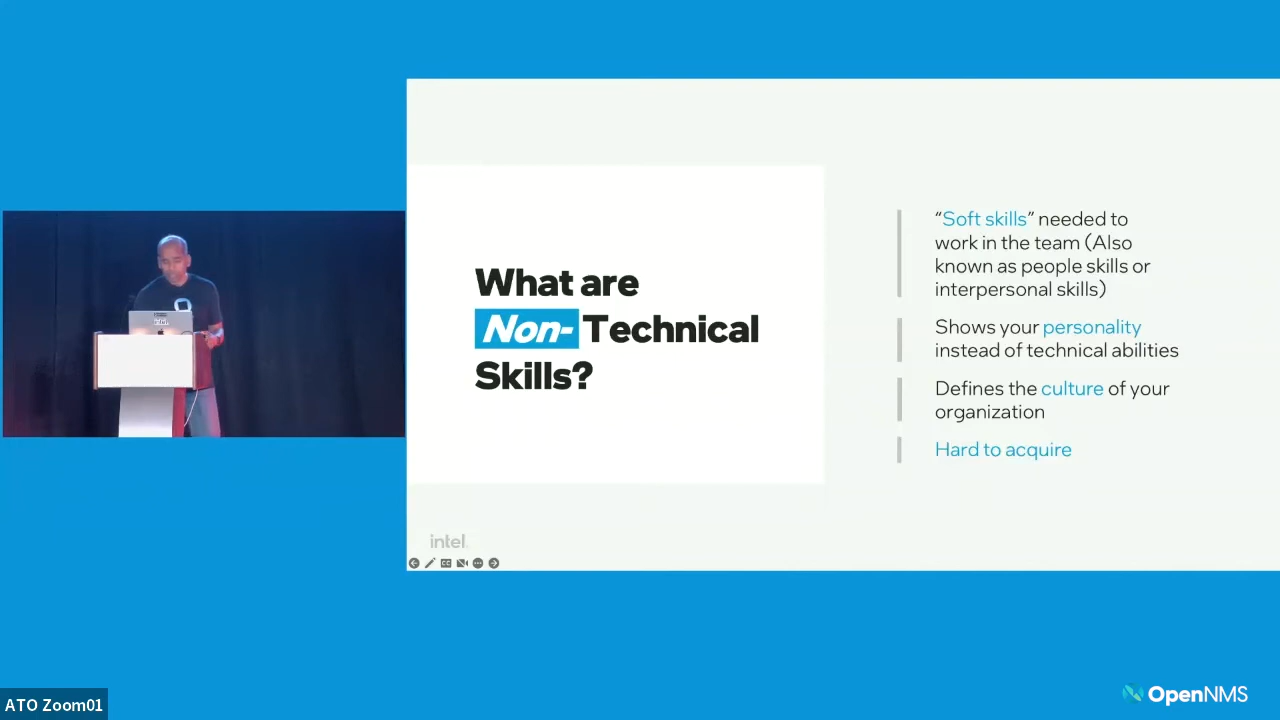 What are
Non-Technical
Skills?
“Soft skills” needed to
work in the team (Also
known as people skills or
interpersonal skills)
Shows your personality
instead of technical abilities
Defines the culture of your
organization
Hard to acquire
intel.
intel
ATO Zoom01
OpenNMS